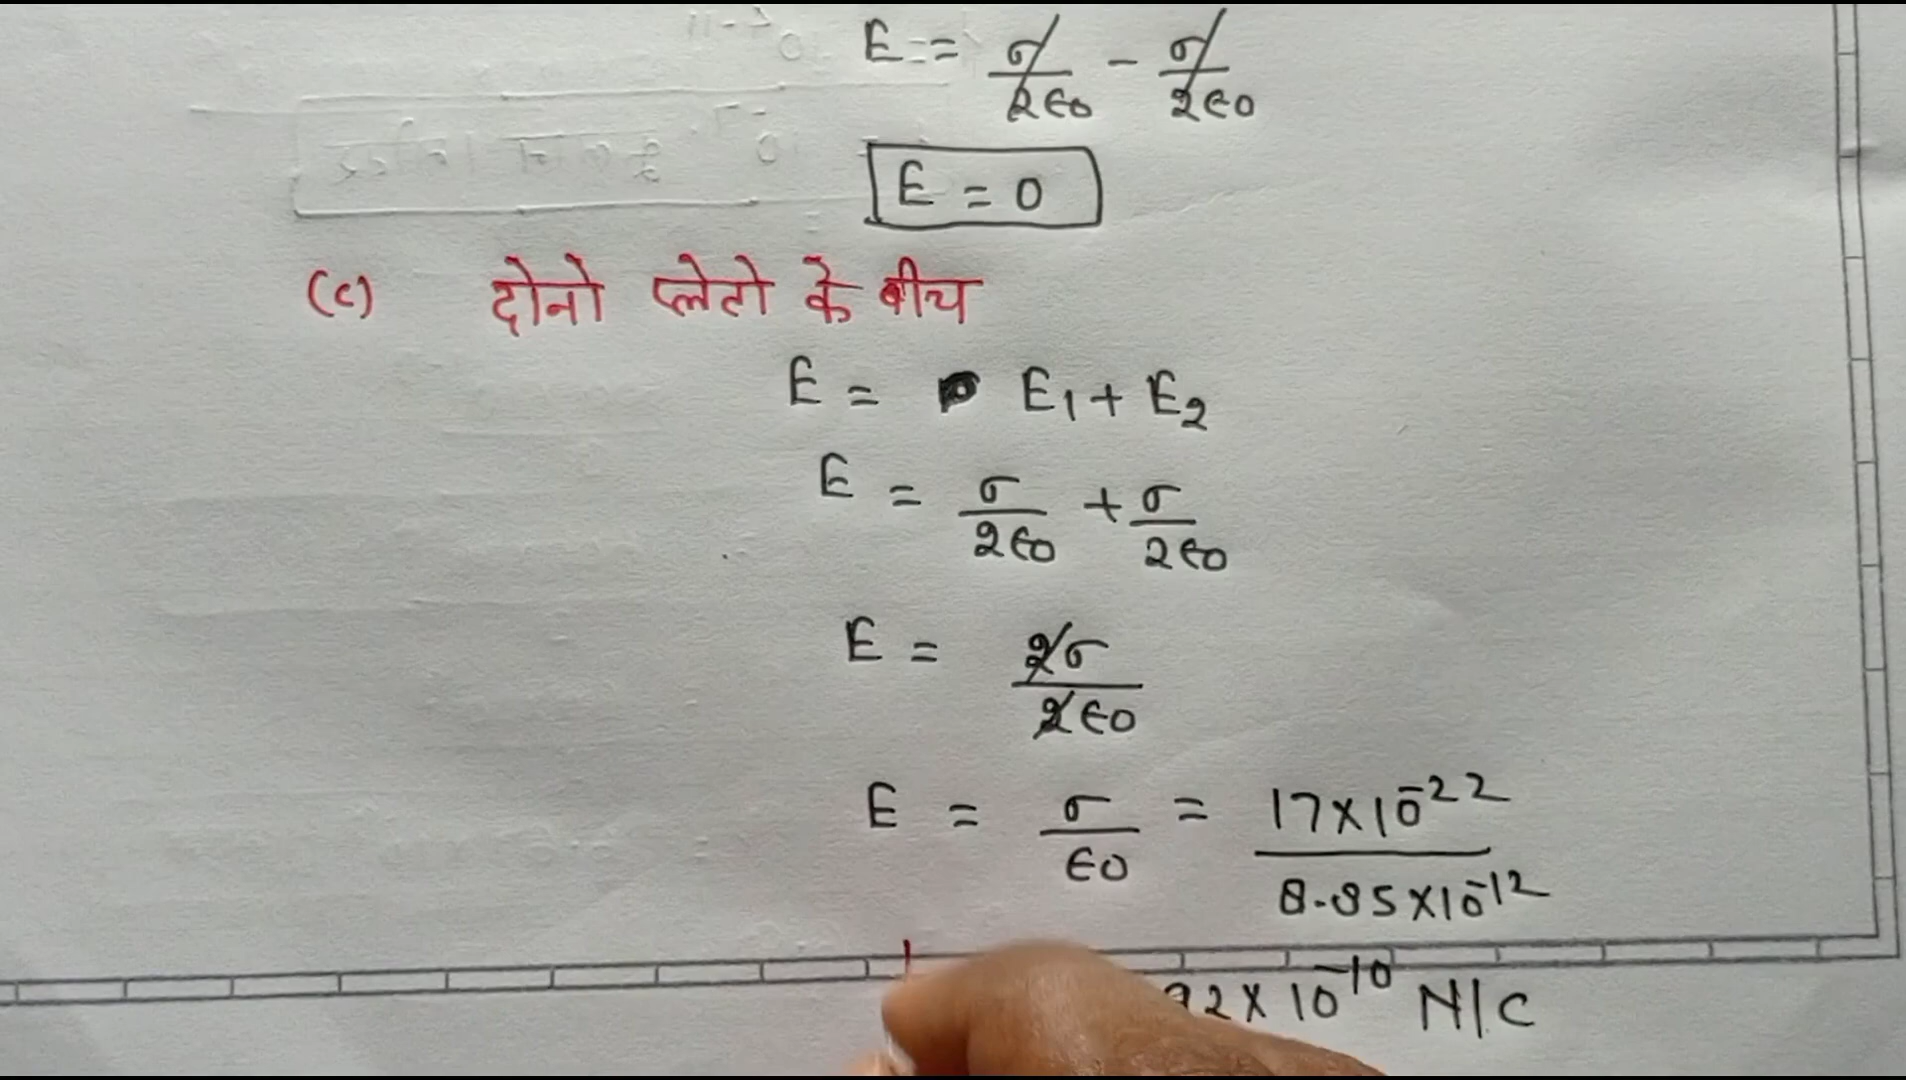 E = σ/2ϵ0 - σ/2ϵ0
E = 0
(c) दोनो प्लेटो के बीच
E = E1 + E2
E = σ/2ϵ0 + σ/2ϵ0
E = 2σ/2ϵ0
E = σ/ϵ0 = 17×10⁻²²/8.85×10⁻¹²
92×10⁻¹⁰ N/C